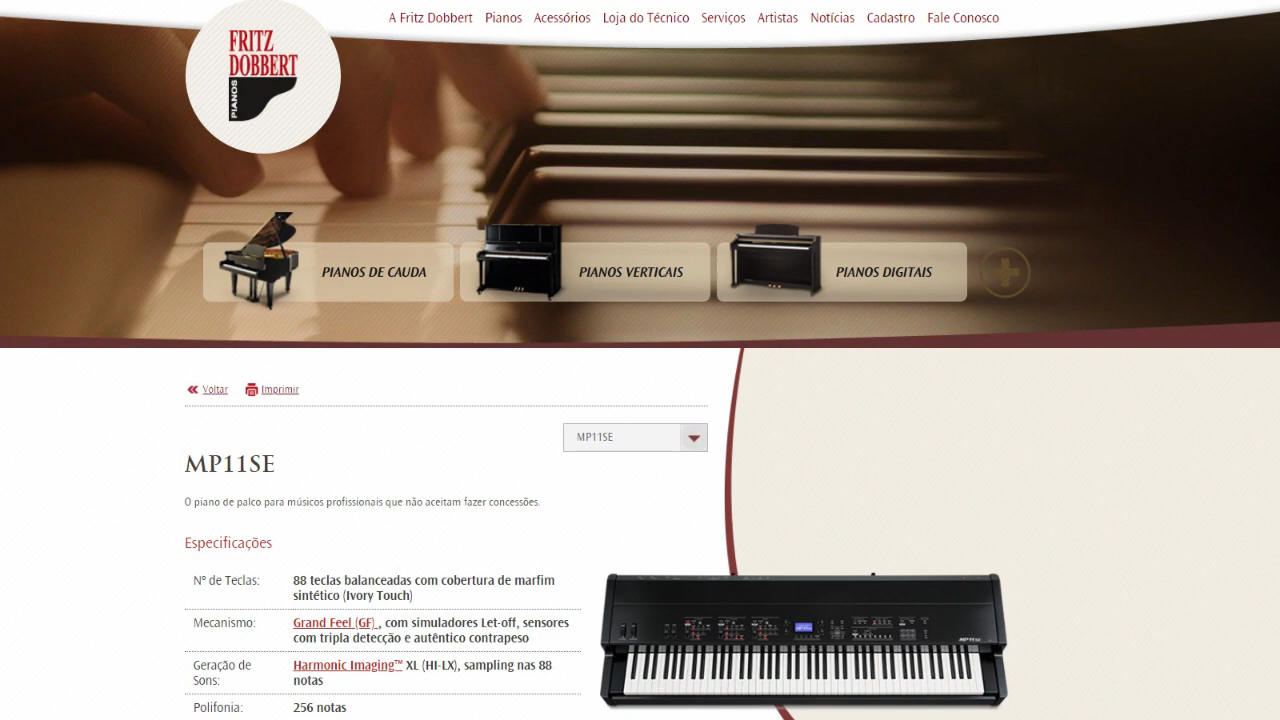 A Fritz Dobbert Pianos Acessórios Loja do Técnico Serviços Artistas Notícias Cadastro Fale Conosco
FRITZ
DOBBERT
PIANOS
PIANOS DE CAUDA
PIANOS VERTICAIS
PIANOS DIGITAIS
Voltar Imprimir
MP11SE
MP11SE
O piano de palco para músicos profissionais que não aceitam fazer concessões.
Especificações
Nº de Teclas: 88 teclas balanceadas com cobertura de marfim
sintético (Ivory Touch)
Mecanismo: Grand Feel (GF) , com simuladores Let-off, sensores
com tripla detecção e autêntico contrapeso
Geração de Harmonic Imaging™ XL (HI-LX), sampling nas 88
Sons: notas
Polifonia: 256 notas
MP11SE